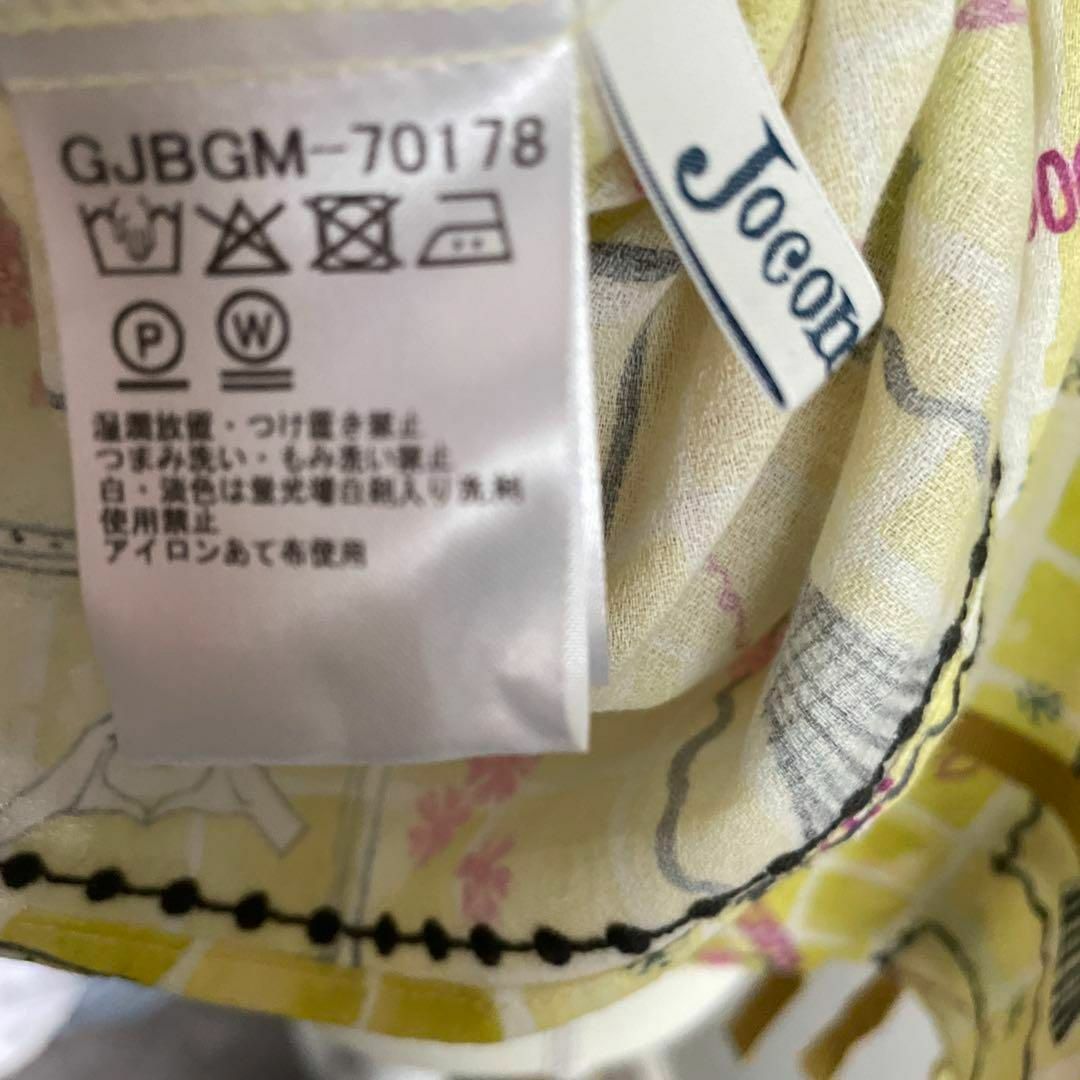 GJBGM-70178
P W
温潤放置・つけ置き禁止
つまみ洗い・もみ洗い禁止
白・淡色は蛍光増白剤入り洗剤
使用禁止
アイロンあて布使用
Jocom